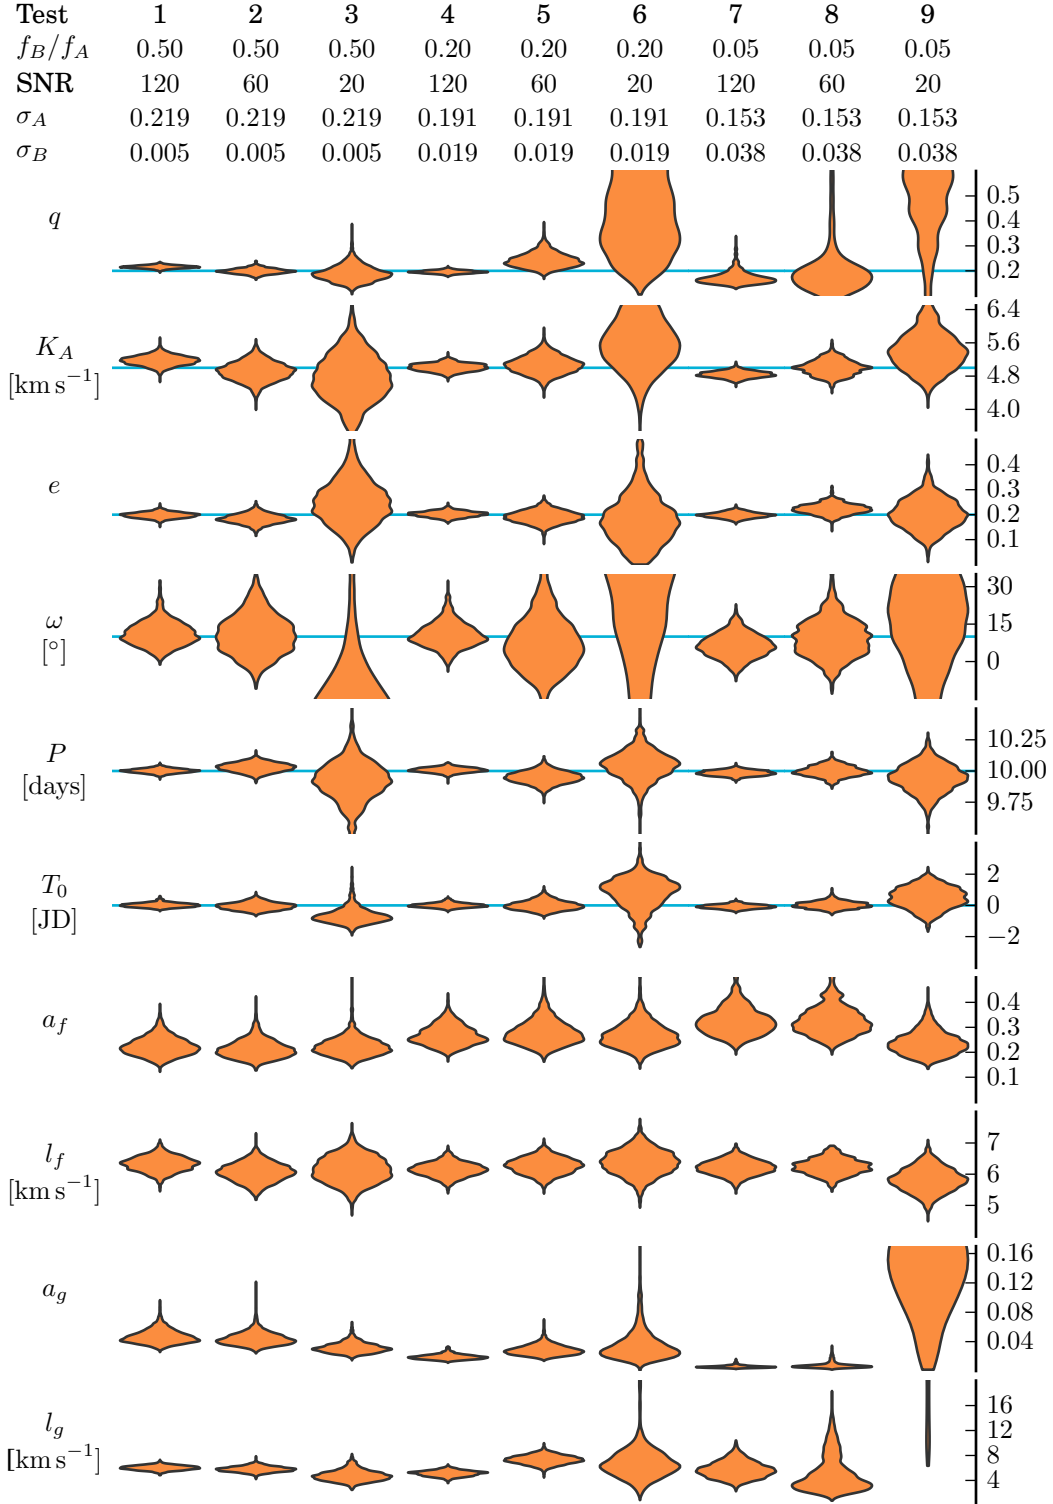 Test 1 2 3 4 5 6 7 8 9
f_B/f_A 0.50 0.50 0.50 0.20 0.20 0.20 0.05 0.05 0.05
SNR 120 60 20 120 60 20 120 60 20
σ_A 0.219 0.219 0.219 0.191 0.191 0.191 0.153 0.153 0.153
σ_B 0.005 0.005 0.005 0.019 0.019 0.019 0.038 0.038 0.038
q
0.5
0.4
0.3
0.2
K_A
[km s⁻¹]
6.4
5.6
4.8
4.0
e
0.4
0.3
0.2
0.1
ω
[°]
30
15
0
P
[days]
10.25
10.00
9.75
T_0
[JD]
2
0
−2
a_f
0.4
0.3
0.2
0.1
l_f
[km s⁻¹]
7
6
5
a_g
0.16
0.12
0.08
0.04
l_g
[km s⁻¹]
16
12
8
4